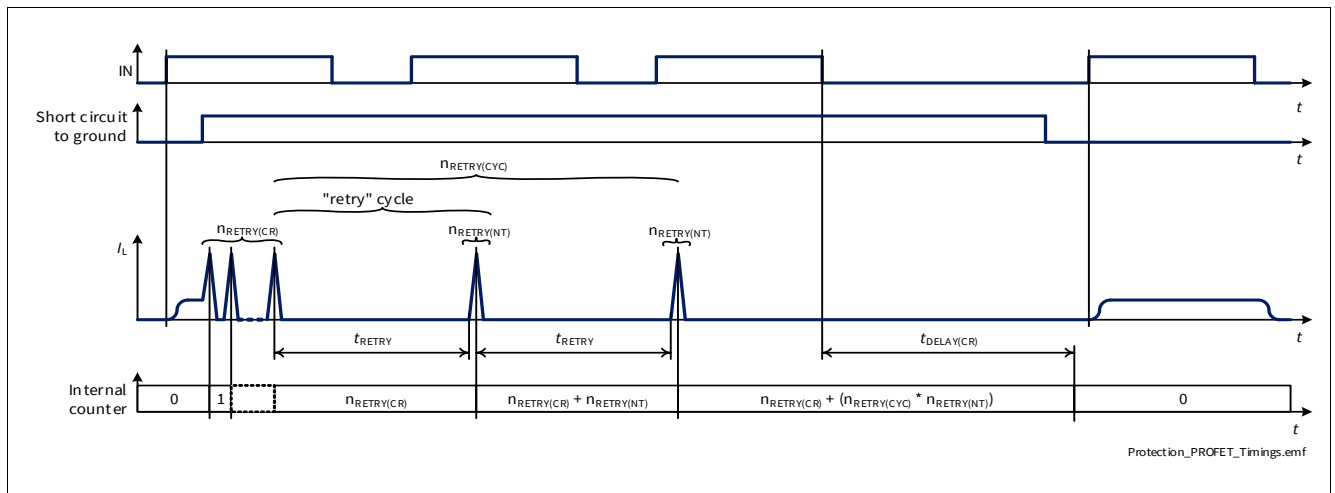 IN
t
Short circuit
to ground
t
nRETRY(CYC)
"retry" cycle
nRETRY(CR)
nRETRY(NT)
nRETRY(NT)
IL
t
tRETRY
tRETRY
tDELAY(CR)
Internal
counter
0
1
nRETRY(CR)
nRETRY(CR) + nRETRY(NT)
nRETRY(CR) + (nRETRY(CYC) * nRETRY(NT))
0
t
Protection_PROFET_Timings.emf